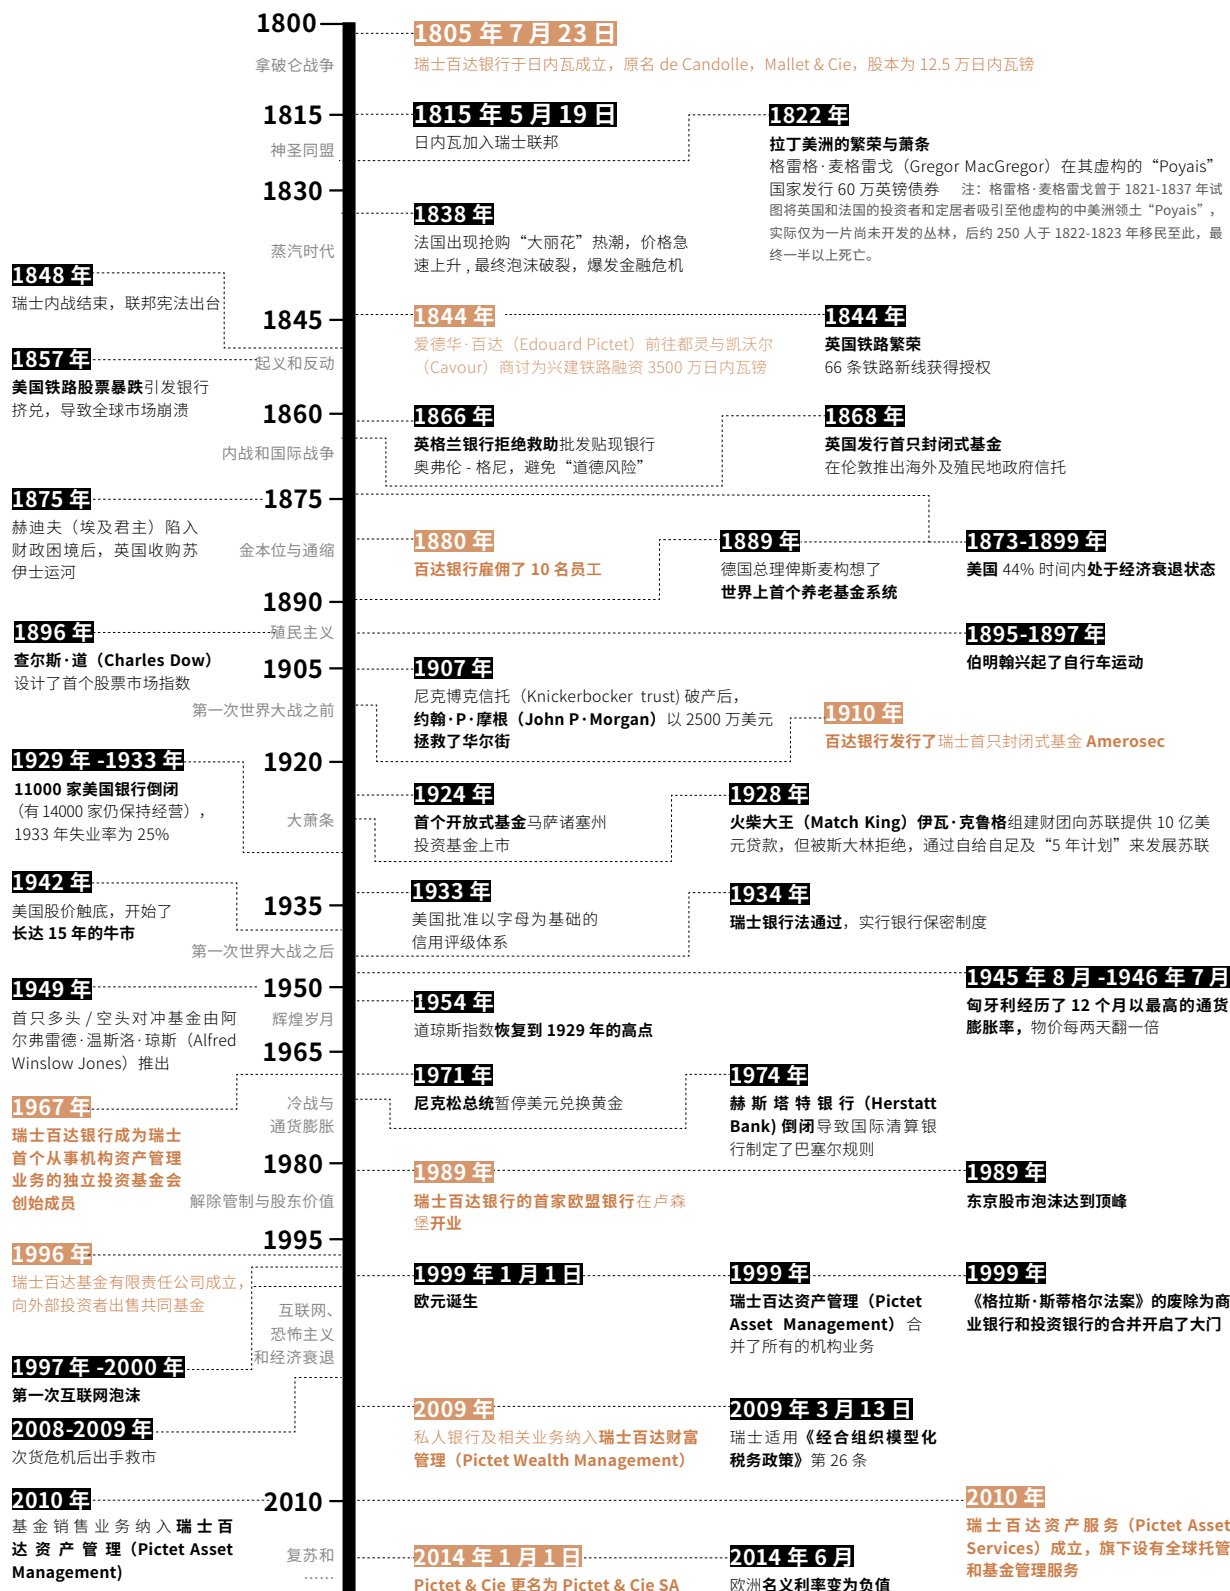 1800
1805 年 7 月 23 日
拿破仑战争
瑞士百达银行于日内瓦成立，原名 de Candolle，Mallet & Cie，股本为 12.5 万日内瓦镑
1815
1815 年 5 月 19 日
日内瓦加入瑞士联邦
神圣同盟
1822 年
拉丁美洲的繁荣与萧条
格雷格·麦格雷戈（Gregor MacGregor）在其虚构的“Poyais”
国家发行 60 万英镑债券 注：格雷格·麦格雷戈曾于 1821-1837 年试
图将英国和法国的投资者和定居者吸引至他虚构的中美洲领土“Poyais”，
实际仅为一片尚未开发的丛林，后约 250 人于 1822-1823 年移民至此，最
终一半以上死亡。
1830
1838 年
法国出现抢购“大丽花”热潮，价格急
速上升 , 最终泡沫破裂，爆发金融危机
蒸汽时代
1848 年
瑞士内战结束，联邦宪法出台
1845
1844 年
爱德华·百达（Edouard Pictet）前往都灵与凯沃尔
（Cavour）商讨为兴建铁路融资 3500 万日内瓦镑
1844 年
英国铁路繁荣
66 条铁路新线获得授权
1857 年
美国铁路股票暴跌引发银行
挤兑，导致全球市场崩溃
起义和反动
1860
1866 年
英格兰银行拒绝救助批发贴现银行
奥弗伦 - 格尼，避免“道德风险”
1868 年
英国发行首只封闭式基金
在伦敦推出海外及殖民地政府信托
内战和国际战争
1875 年
赫迪夫（埃及君主）陷入
财政困境后，英国收购苏
伊士运河
1875
金本位与通缩
1880 年
百达银行雇佣了 10 名员工
1889 年
德国总理俾斯麦构想了
世界上首个养老基金系统
1873-1899 年
美国 44% 时间内处于经济衰退状态
1890
1896 年
查尔斯·道（Charles Dow）
设计了首个股票市场指数
殖民主义
1895-1897 年
伯明翰兴起了自行车运动
1905
1907 年
尼克博克信托（Knickerbocker trust) 破产后，
约翰·P·摩根（John P·Morgan）以 2500 万美元
拯救了华尔街
第一次世界大战之前
1910 年
百达银行发行了瑞士首只封闭式基金 Amerosec
1929 年 -1933 年
11000 家美国银行倒闭
（有 14000 家仍保持经营），
1933 年失业率为 25%
1920
大萧条
1924 年
首个开放式基金马萨诸塞州
投资基金上市
1928 年
火柴大王（Match King）伊瓦·克鲁格组建财团向苏联提供 10 亿美
元贷款，但被斯大林拒绝，通过自给自足及“5 年计划”来发展苏联
1942 年
美国股价触底，开始了
长达 15 年的牛市
1935
1933 年
美国批准以字母为基础的
信用评级体系
1934 年
瑞士银行法通过，实行银行保密制度
第一次世界大战之后
1945 年 8 月 -1946 年 7 月
匈牙利经历了 12 个月以最高的通货
膨胀率，物价每两天翻一倍
1949 年
首只多头 / 空头对冲基金由阿
尔弗雷德·温斯洛·琼斯（Alfred
Winslow Jones）推出
1950
辉煌岁月
1954 年
道琼斯指数恢复到 1929 年的高点
1965
1971 年
尼克松总统暂停美元兑换黄金
1974 年
赫斯塔特银行（Herstatt
Bank) 倒闭导致国际清算银
行制定了巴塞尔规则
1967 年
瑞士百达银行成为瑞士
首个从事机构资产管理
业务的独立投资基金会
创始成员
冷战与
通货膨胀
1980
解除管制与股东价值
1989 年
瑞士百达银行的首家欧盟银行在卢森
堡开业
1989 年
东京股市泡沫达到顶峰
1995
1996 年
瑞士百达基金有限责任公司成立，
向外部投资者出售共同基金
1999 年 1 月 1 日
欧元诞生
1999 年
瑞士百达资产管理（Pictet
Asset Management）合
并了所有的机构业务
1999 年
《格拉斯·斯蒂格尔法案》的废除为商
业银行和投资银行的合并开启了大门
互联网、
恐怖主义
和经济衰退
1997 年 -2000 年
第一次互联网泡沫
2008-2009 年
次货危机后出手救市
2009 年
私人银行及相关业务纳入瑞士百达财富
管理（Pictet Wealth Management）
2009 年 3 月 13 日
瑞士适用《经合组织模型化
税务政策》第 26 条
2010 年
基金销售业务纳入瑞士百
达资产管理（Pictet Asset
Management)
2010
2010 年
瑞士百达资产服务（Pictet Asset
Services）成立，旗下设有全球托管
和基金管理服务
复苏和
······
2014 年 1 月 1 日
Pictet & Cie 更名为 Pictet & Cie SA
2014 年 6 月
欧洲名义利率变为负值